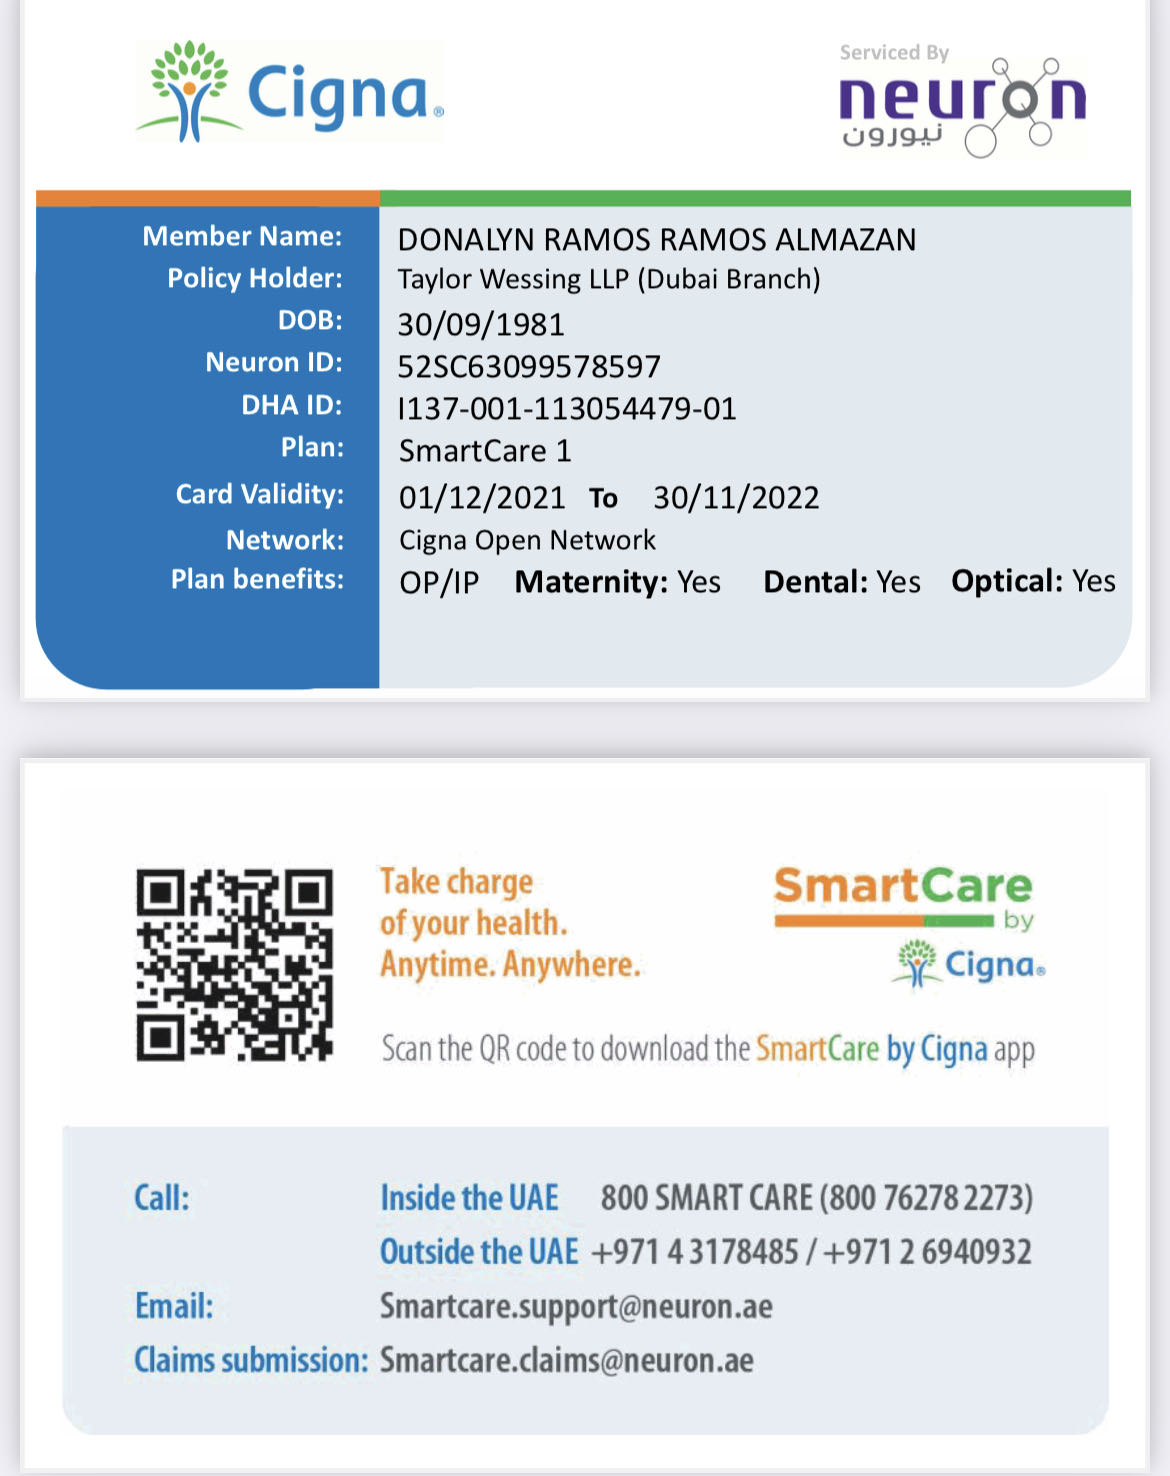 Cigna®
Serviced By
neuron
نيورون
Member Name: DONALYN RAMOS RAMOS ALMAZAN
Policy Holder: Taylor Wessing LLP (Dubai Branch)
DOB: 30/09/1981
Neuron ID: 52SC63099578597
DHA ID: I137-001-113054479-01
Plan: SmartCare 1
Card Validity: 01/12/2021 To 30/11/2022
Network: Cigna Open Network
Plan benefits: OP/IP Maternity: Yes Dental: Yes Optical: Yes
Take charge
of your health.
Anytime. Anywhere.
SmartCare
by
Cigna®
Scan the QR code to download the SmartCare by Cigna app
Call: Inside the UAE 800 SMART CARE (800 76278 2273)
Outside the UAE +971 4 3178485 / +971 2 6940932
Email: Smartcare.support@neuron.ae
Claims submission: Smartcare.claims@neuron.ae